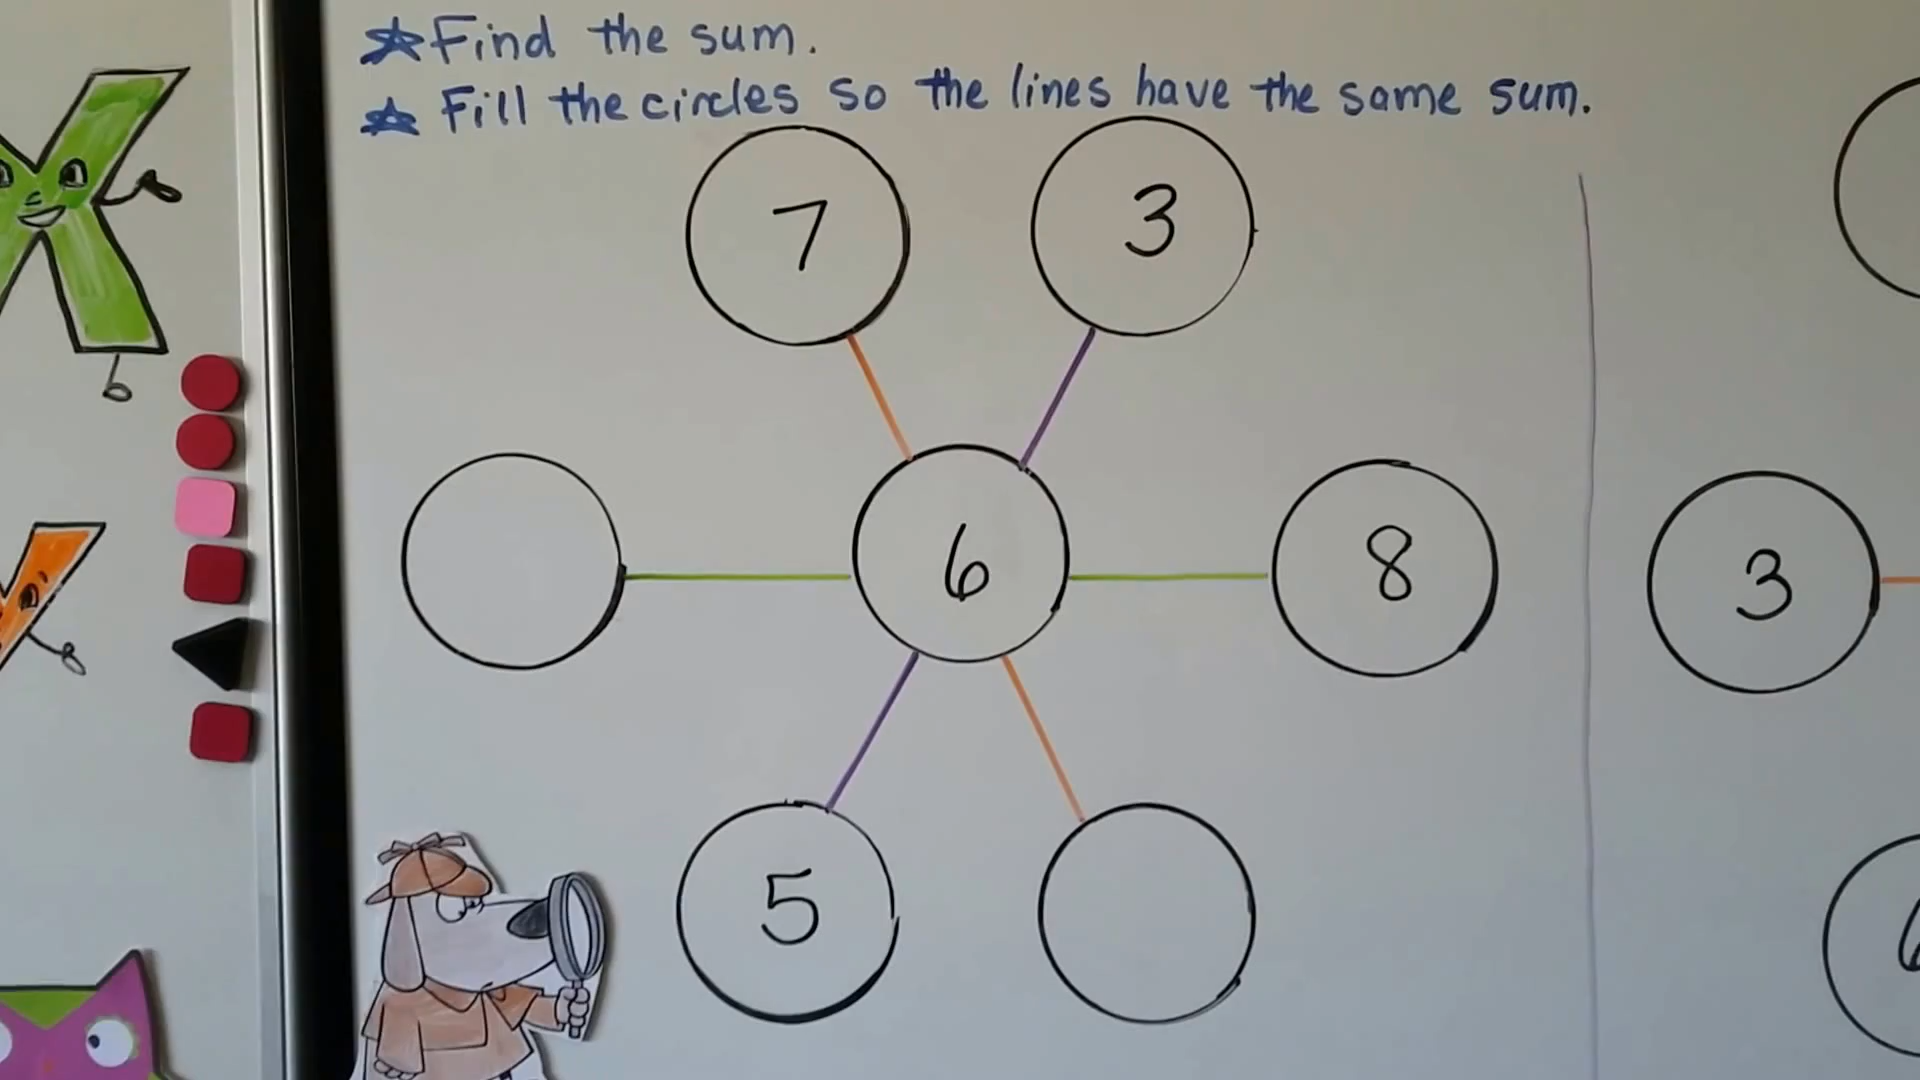 Find the sum.
Fill the circles so the lines have the same sum.
7 3
6 8 3
5